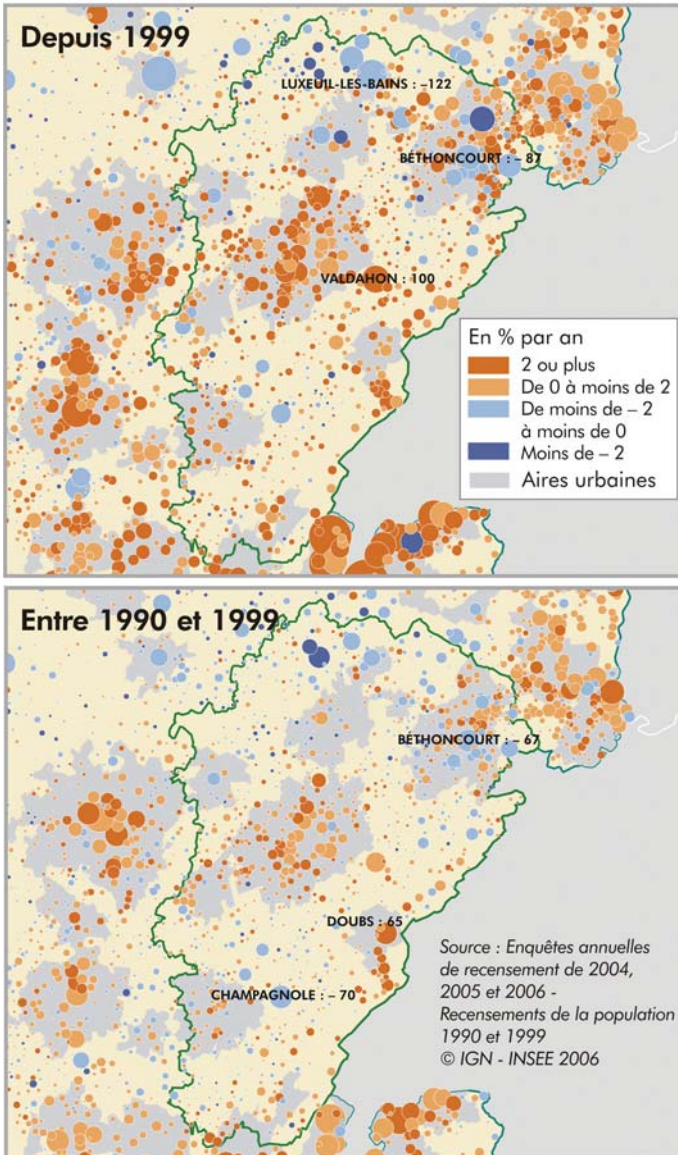 Depuis 1999
LUXEUIL-LES-BAINS : –122
BÉTHONCOURT : – 87
VALDAHON : 100
En % par an
2 ou plus
De 0 à moins de 2
De moins de – 2
à moins de 0
Moins de – 2
Aires urbaines
Entre 1990 et 1999
BÉTHONCOURT : – 67
DOUBS : 65
CHAMPAGNOLE : – 70
Source : Enquêtes annuelles
de recensement de 2004,
2005 et 2006 -
Recensements de la population
1990 et 1999
© IGN - INSEE 2006